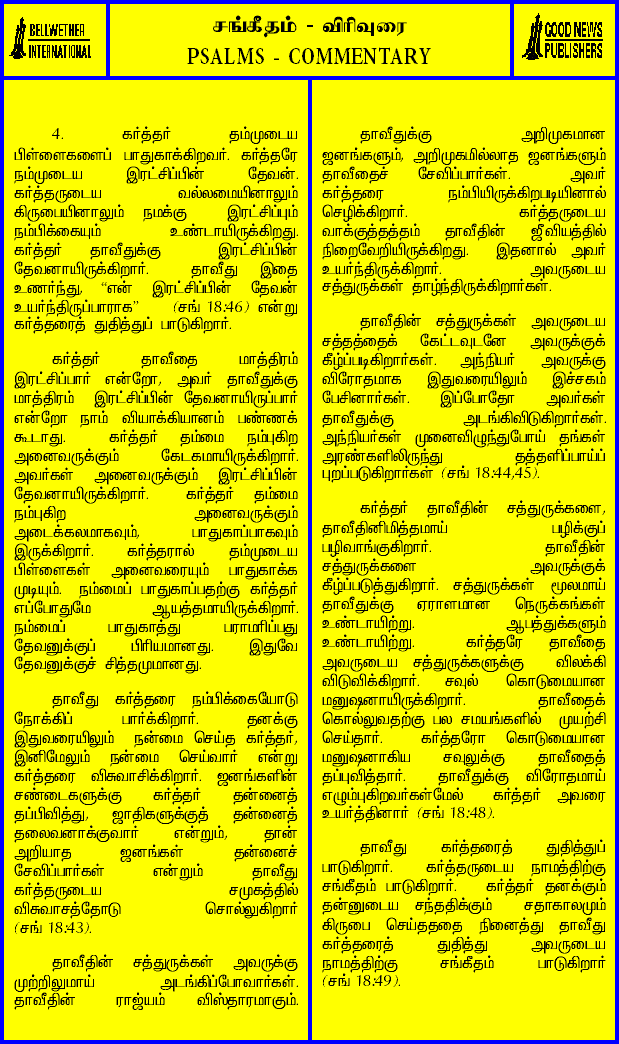 BELLWETHER
INTERNATIONAL
சங்கீதம் - விரிவுரை
PSALMS - COMMENTARY
GOOD NEWS
PUBLISHERS
4. கர்த்தர் தம்முடைய
பிள்ளைகளைப் பாதுகாக்கிறவர். கர்த்தரே
நம்முடைய இரட்சிப்பின் தேவன்.
கர்த்தருடைய வல்லமையினாலும்
கிருபையினாலும் நமக்கு இரட்சிப்பும்
நம்பிக்கையும் உண்டாயிருக்கிறது.
கர்த்தர் தாவீதுக்கு இரட்சிப்பின்
தேவனாயிருக்கிறார். தாவீது இதை
உணர்ந்து, “என் இரட்சிப்பின் தேவன்
உயர்ந்திருப்பாராக” (சங் 18:46) என்று
கர்த்தரைத் துதித்துப் பாடுகிறார்.
கர்த்தர் தாவீதை மாத்திரம்
இரட்சிப்பார் என்றோ, அவர் தாவீதுக்கு
மாத்திரம் இரட்சிப்பின் தேவனாயிருப்பார்
என்றோ நாம் வியாக்கியானம் பண்ணக்
கூடாது. கர்த்தர் தம்மை நம்புகிற
அனைவருக்கும் கேடகமாயிருக்கிறார்.
அவர்கள் அனைவருக்கும் இரட்சிப்பின்
தேவனாயிருக்கிறார். கர்த்தர் தம்மை
நம்புகிற அனைவருக்கும்
அடைக்கலமாகவும், பாதுகாப்பாகவும்
இருக்கிறார். கர்த்தரால் தம்முடைய
பிள்ளைகள் அனைவரையும் பாதுகாக்க
முடியும். நம்மைப் பாதுகாப்பதற்கு கர்த்தர்
எப்போதுமே ஆயத்தமாயிருக்கிறார்.
நம்மைப் பாதுகாத்து பராமரிப்பது
தேவனுக்குப் பிரியமானது. இதுவே
தேவனுக்குச் சித்தமுமானது.
தாவீது கர்த்தரை நம்பிக்கையோடு
நோக்கிப் பார்க்கிறார். தனக்கு
இதுவரையிலும் நன்மை செய்த கர்த்தர்,
இனிமேலும் நன்மை செய்வார் என்று
கர்த்தரை விசுவாசிக்கிறார். ஜனங்களின்
சண்டைகளுக்கு கர்த்தர் தன்னைத்
தப்பிவித்து, ஜாதிகளுக்குத் தன்னைத்
தலைவனாக்குவார் என்றும், தான்
அறியாத ஜனங்கள் தன்னைச்
சேவிப்பார்கள் என்றும் தாவீது
கர்த்தருடைய சமுகத்தில்
விசுவாசத்தோடு சொல்லுகிறார்
(சங் 18:43).
தாவீதின் சத்துருக்கள் அவருக்கு
முற்றிலுமாய் அடங்கிப்போவார்கள்.
தாவீதின் ராஜ்யம் விஸ்தாரமாகும்.
தாவீதுக்கு அறிமுகமான
ஜனங்களும், அறிமுகமில்லாத ஜனங்களும்
தாவீதைச் சேவிப்பார்கள். அவர்
கர்த்தரை நம்பியிருக்கிறபடியினால்
செழிக்கிறார். கர்த்தருடைய
வாக்குத்தத்தம் தாவீதின் ஜீவியத்தில்
நிறைவேறியிருக்கிறது. இதனால் அவர்
உயர்ந்திருக்கிறார். அவருடைய
சத்துருக்கள் தாழ்ந்திருக்கிறார்கள்.
தாவீதின் சத்துருக்கள் அவருடைய
சத்தத்தைக் கேட்டவுடனே அவருக்குக்
கீழ்ப்படிகிறார்கள். அந்நியர் அவருக்கு
விரோதமாக இதுவரையிலும் இச்சகம்
பேசினார்கள். இப்போதோ அவர்கள்
தாவீதுக்கு அடங்கிவிடுகிறார்கள்.
அந்நியர்கள் முனைவிழுந்துபோய் தங்கள்
அரண்களிலிருந்து தத்தளிப்பாய்ப்
புறப்படுகிறார்கள் (சங் 18:44,45).
கர்த்தர் தாவீதின் சத்துருக்களை,
தாவீதினிமித்தமாய் பழிக்குப்
பழிவாங்குகிறார். தாவீதின்
சத்துருக்களை அவருக்குக்
கீழ்ப்படுத்துகிறார். சத்துருக்கள் மூலமாய்
தாவீதுக்கு ஏராளமான நெருக்கங்கள்
உண்டாயிற்று. ஆபத்துக்களும்
உண்டாயிற்று. கர்த்தரே தாவீதை
அவருடைய சத்துருக்களுக்கு விலக்கி
விடுவிக்கிறார். சவுல் கொடுமையான
மனுஷனாயிருக்கிறார். தாவீதைக்
கொல்லுவதற்கு பல சமயங்களில் முயற்சி
செய்தார். கர்த்தரோ கொடுமையான
மனுஷனாகிய சவுலுக்கு தாவீதைத்
தப்புவித்தார். தாவீதுக்கு விரோதமாய்
எழும்புகிறவர்கள்மேல் கர்த்தர் அவரை
உயர்த்தினார் (சங் 18:48).
தாவீது கர்த்தரைத் துதித்துப்
பாடுகிறார். கர்த்தருடைய நாமத்திற்கு
சங்கீதம் பாடுகிறார். கர்த்தர் தனக்கும்
தன்னுடைய சந்ததிக்கும் சதாகாலமும்
கிருபை செய்ததை நினைத்து தாவீது
கர்த்தரைத் துதித்து அவருடைய
நாமத்திற்கு சங்கீதம் பாடுகிறார்
(சங் 18:49).